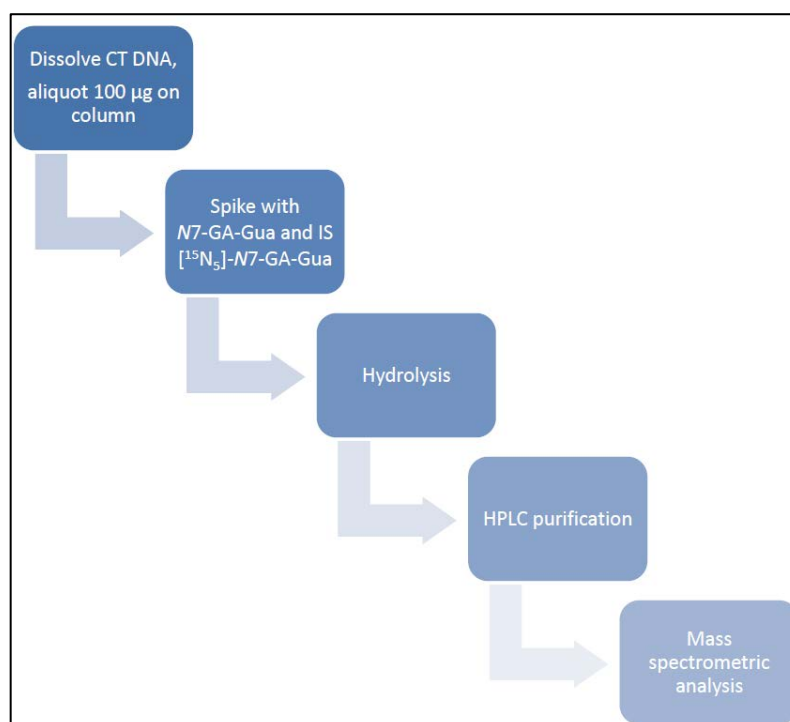 Dissolve CT DNA,
aliquot 100 µg on
column
Spike with
N7-GA-Gua and IS
[¹⁵N₅]-N7-GA-Gua
Hydrolysis
HPLC purification
Mass
spectrometric
analysis